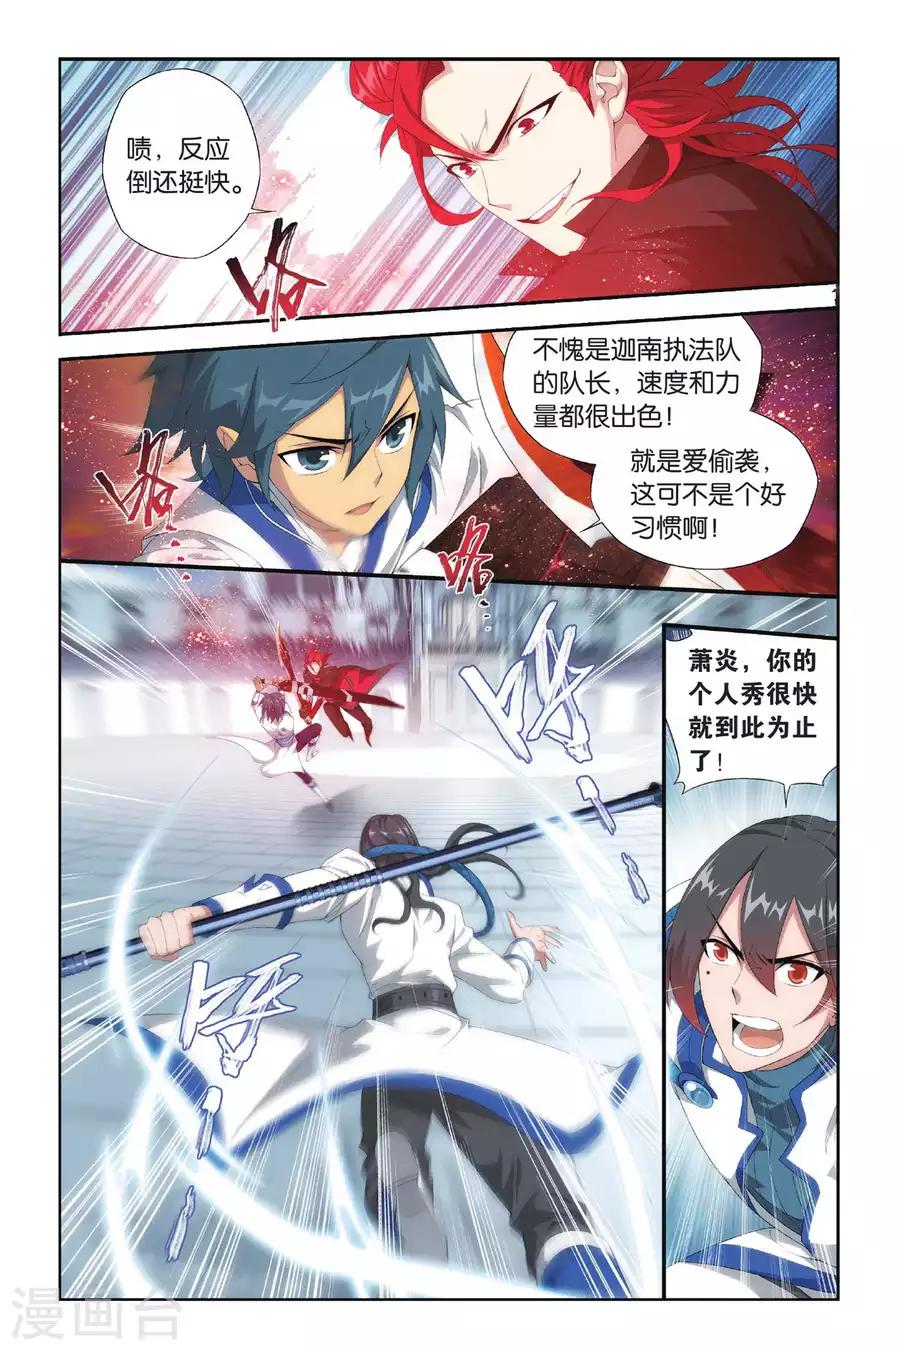 啧，反应
倒还挺快。
咯
不愧是迦南执法队
的队长，速度和力
量都很出色！
就是爱偷袭，
这可不是个好
习惯啊！
咯
咯
萧炎，你的
个人秀很快
就到此为止
了！
呼
漫画台